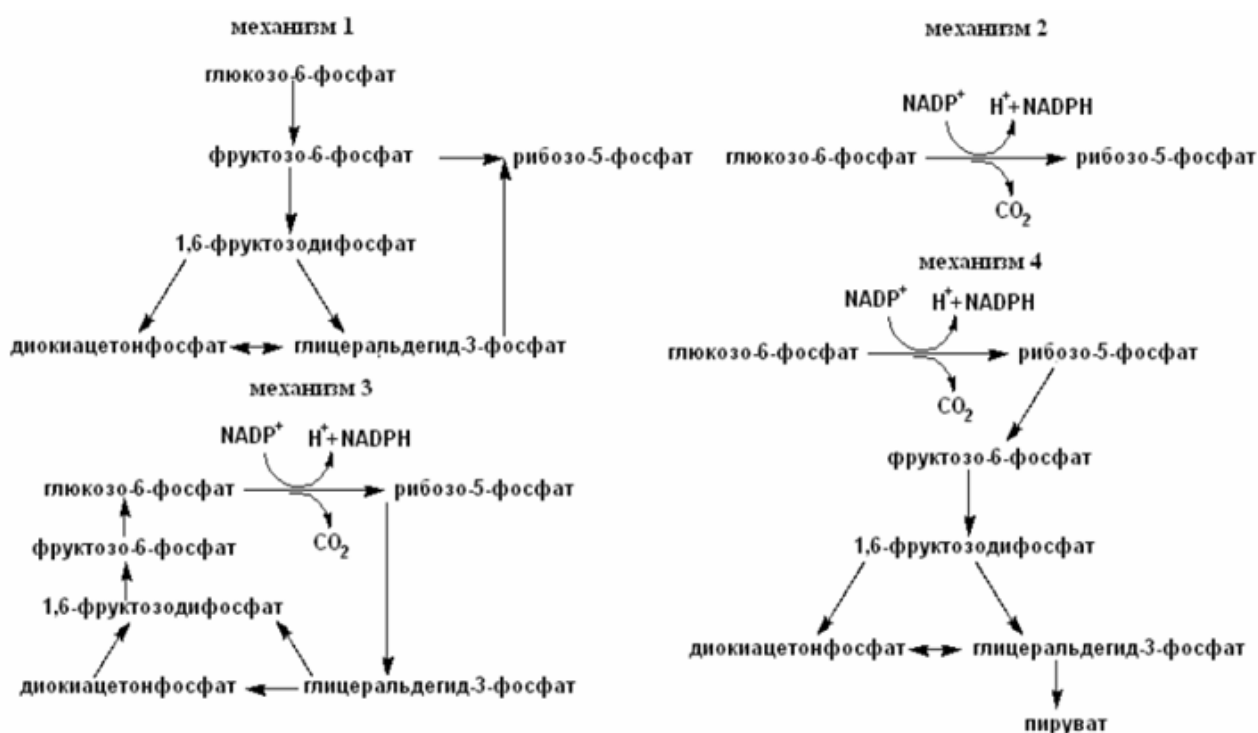 механизм 1
глюкозо-6-фосфат
фруктозо-6-фосфат
рибозо-5-фосфат
1,6-фруктозодифосфат
диокиацетонфосфат
глицеральдегид-3-фосфат
механизм 2
NADP+
H++NADPH
глюкозо-6-фосфат
рибозо-5-фосфат
CO2
механизм 3
NADP+
H++NADPH
глюкозо-6-фосфат
рибозо-5-фосфат
CO2
фруктозо-6-фосфат
1,6-фруктозодифосфат
диокиацетонфосфат
глицеральдегид-3-фосфат
механизм 4
NADP+
H++NADPH
глюкозо-6-фосфат
рибозо-5-фосфат
CO2
фруктозо-6-фосфат
1,6-фруктозодифосфат
диокиацетонфосфат
глицеральдегид-3-фосфат
пируват